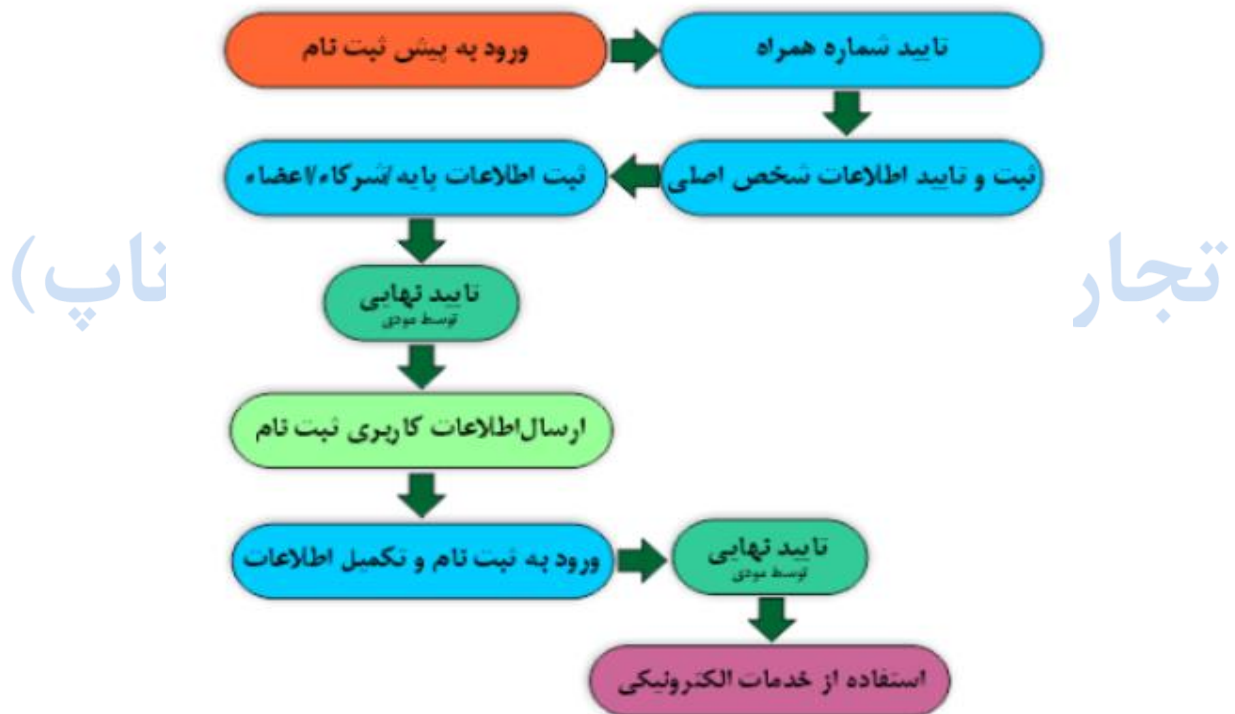 ورود به پیش ثبت نام
تایید شماره همراه
ثبت و تایید اطلاعات شخص اصلی
ثبت اطلاعات پایه/شرکاء/اعضاء
تجار
ناپ)
تایید نهایی
توسط مودی
ارسال اطلاعات کاربری ثبت نام
ورود به ثبت نام و تکمیل اطلاعات
تایید نهایی
توسط مودی
استفاده از خدمات الکترونیکی